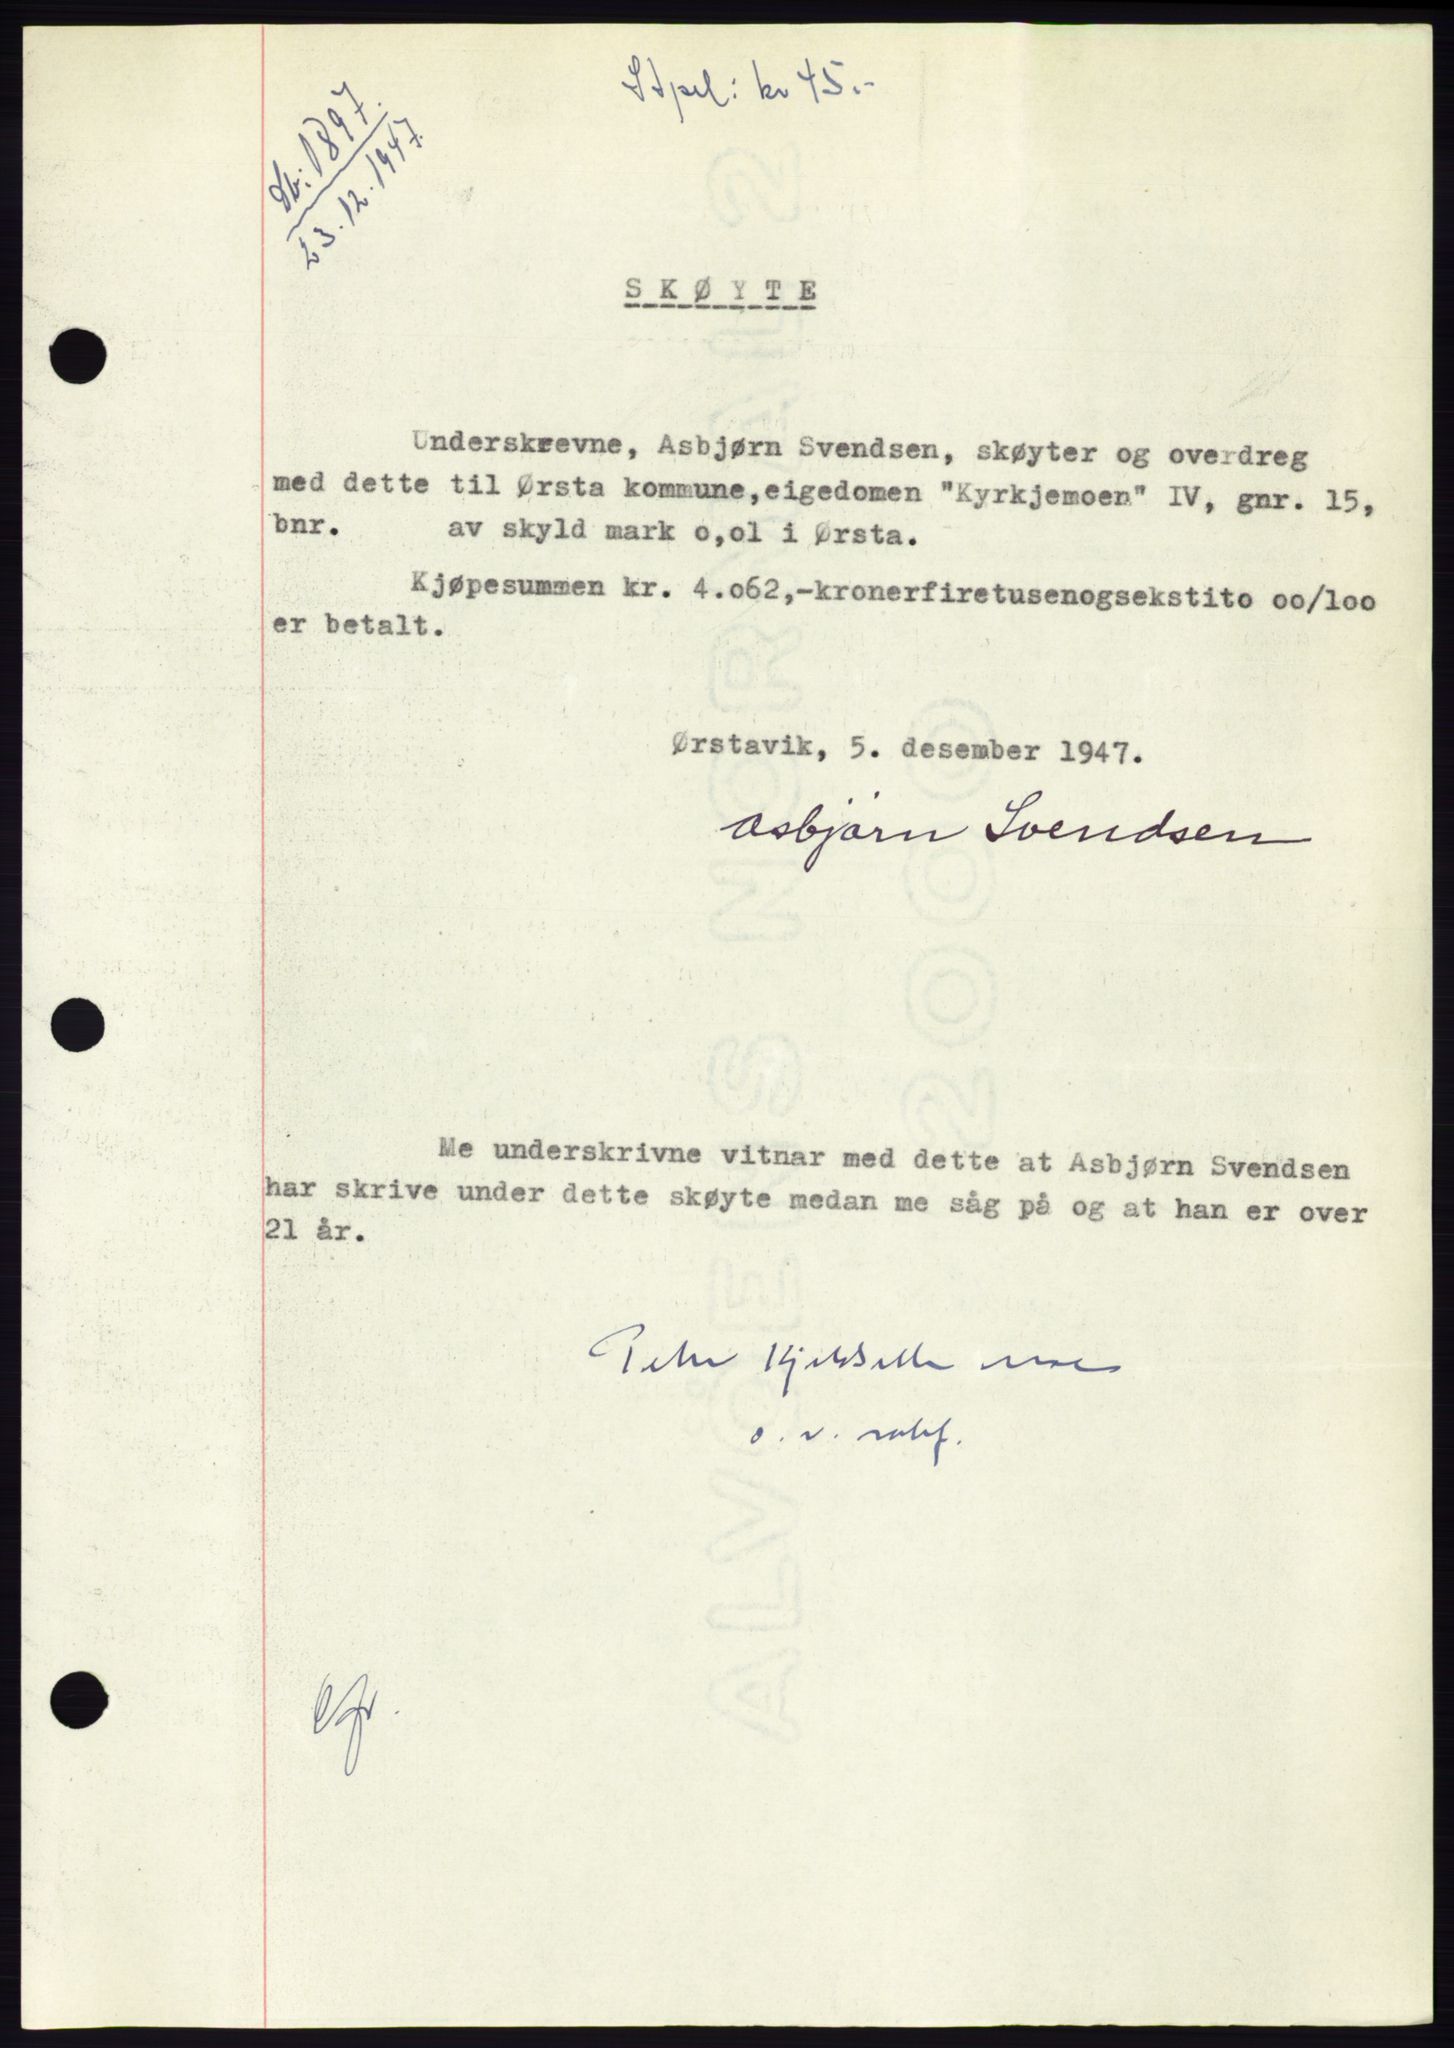 Stpel: kr 45.-
Db: 1897.
23.12.1947.
SKØYTE
Underskrevne, Asbjørn Svendsen, skøyter og overdreg
med dette til Ørsta kommune, eigedomen "Kyrkjemoen" IV, gnr. 15,
bnr. av skyld mark o,ol i Ørsta.
Kjøpesummen kr. 4.o62,-kronerfiretusenogsekstito oo/loo
er betalt.
Ørstavik, 5. desember 1947.
Asbjørn Svendsen
Me underskrivne vitnar med dette at Asbjørn Svendsen
har skrive under dette skøyte medan me såg på og at han er over
21 år.
o. v.